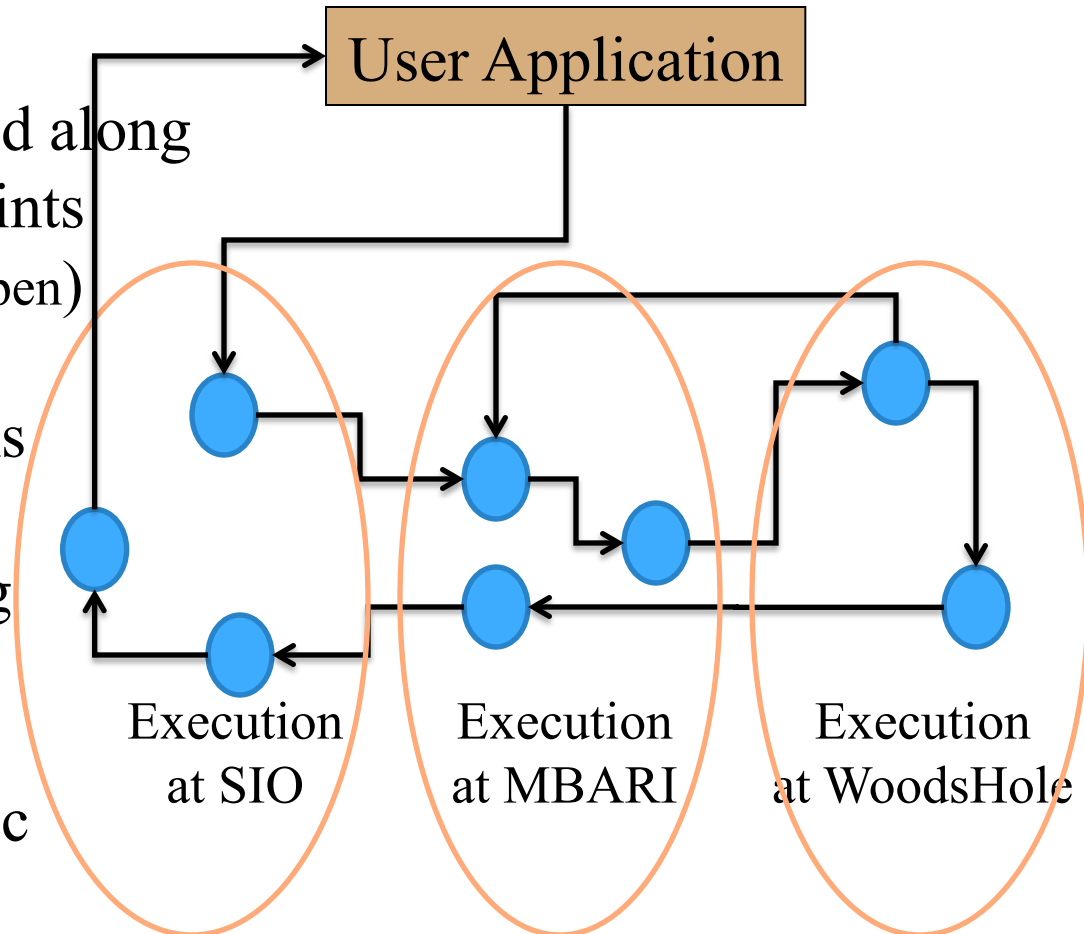 User Application
d along
ints
pen)
s
g
Execution
at SIO
Execution
at MBARI
Execution
at WoodsHole
c